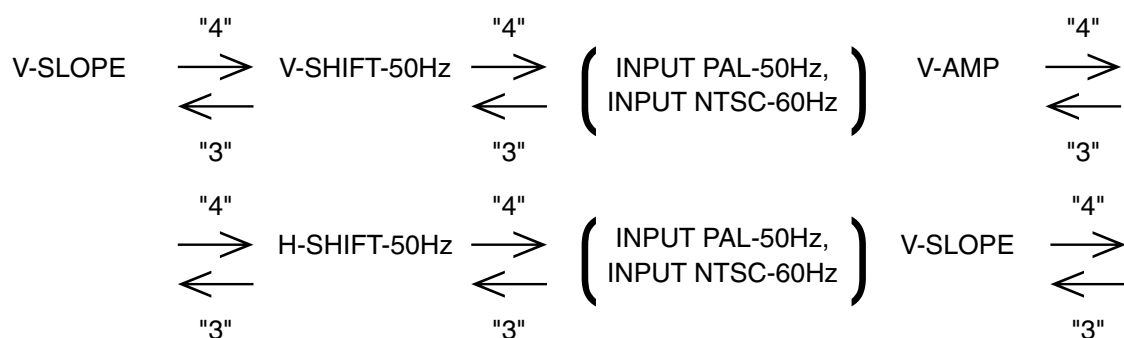 "4" "4" "4"
V-SLOPE V-SHIFT-50Hz INPUT PAL-50Hz, V-AMP
INPUT NTSC-60Hz
"3" "3" "3"
"4" "4" "4"
H-SHIFT-50Hz INPUT PAL-50Hz, V-SLOPE
INPUT NTSC-60Hz
"3" "3" "3"